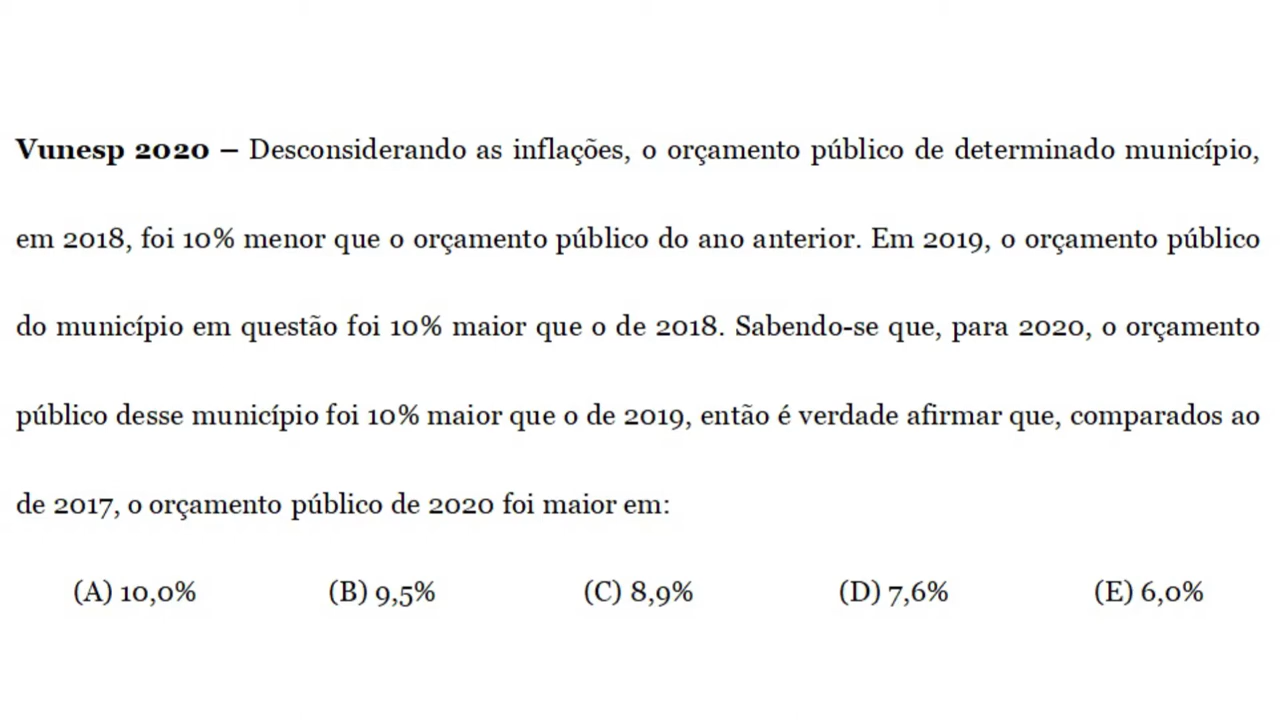 Vunesp 2020 – Desconsiderando as inflações, o orçamento público de determinado município,
em 2018, foi 10% menor que o orçamento público do ano anterior. Em 2019, o orçamento público
do município em questão foi 10% maior que o de 2018. Sabendo-se que, para 2020, o orçamento
público desse município foi 10% maior que o de 2019, então é verdade afirmar que, comparados ao
de 2017, o orçamento público de 2020 foi maior em:
(A) 10,0% (B) 9,5% (C) 8,9% (D) 7,6% (E) 6,0%